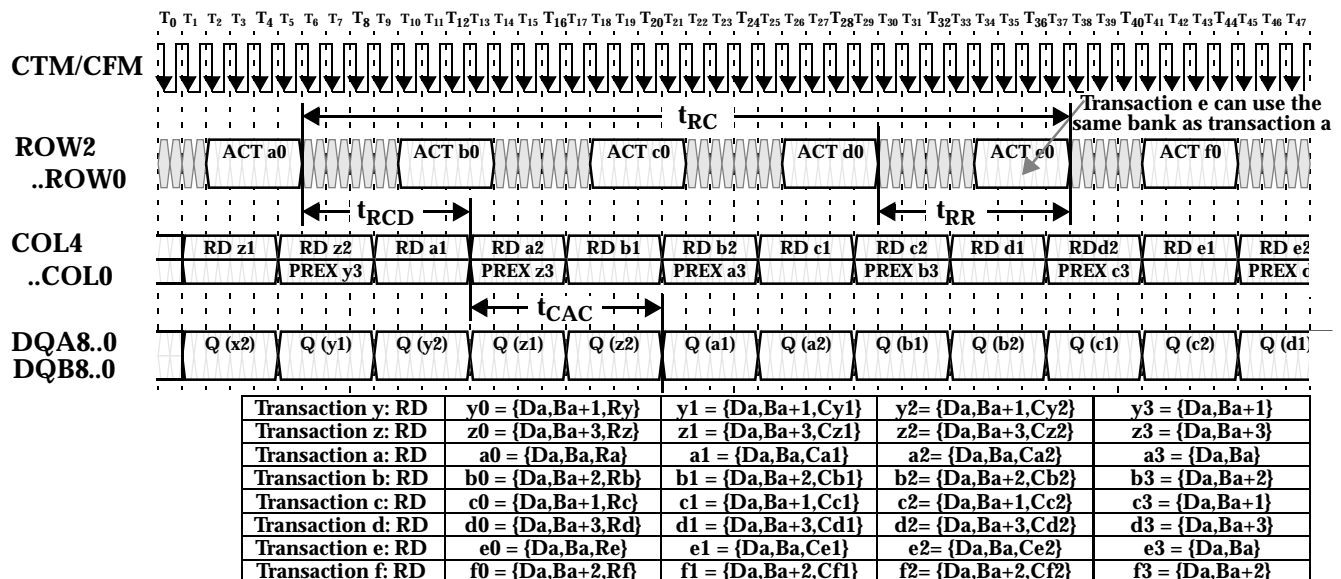 T0 T1 T2 T3 T4 T5 T6 T7 T8 T9 T10 T11 T12 T13 T14 T15 T16 T17 T18 T19 T20 T21 T22 T23 T24 T25 T26 T27 T28 T29 T30 T31 T32 T33 T34 T35 T36 T37 T38 T39 T40 T41 T42 T43 T44 T45 T46 T47
CTM/CFM
Transaction e can use the
same bank as transaction a
tRC
ROW2
..ROW0
ACT a0 ACT b0 ACT c0 ACT d0 ACT e0 ACT f0
tRCD tRR
COL4
..COL0
RD z1 RD z2 RD a1 RD a2 RD b1 RD b2 RD c1 RD c2 RD d1 RDd2 RD e1 RD e2
PREX y3 PREX z3 PREX a3 PREX b3 PREX c3 PREX d
tCAC
DQA8..0
DQB8..0
Q (x2) Q (y1) Q (y2) Q (z1) Q (z2) Q (a1) Q (a2) Q (b1) Q (b2) Q (c1) Q (c2) Q (d1)
Transaction y: RD y0 = {Da,Ba+1,Ry} y1 = {Da,Ba+1,Cy1} y2= {Da,Ba+1,Cy2} y3 = {Da,Ba+1}
Transaction z: RD z0 = {Da,Ba+3,Rz} z1 = {Da,Ba+3,Cz1} z2= {Da,Ba+3,Cz2} z3 = {Da,Ba+3}
Transaction a: RD a0 = {Da,Ba,Ra} a1 = {Da,Ba,Ca1} a2= {Da,Ba,Ca2} a3 = {Da,Ba}
Transaction b: RD b0 = {Da,Ba+2,Rb} b1 = {Da,Ba+2,Cb1} b2= {Da,Ba+2,Cb2} b3 = {Da,Ba+2}
Transaction c: RD c0 = {Da,Ba+1,Rc} c1 = {Da,Ba+1,Cc1} c2= {Da,Ba+1,Cc2} c3 = {Da,Ba+1}
Transaction d: RD d0 = {Da,Ba+3,Rd} d1 = {Da,Ba+3,Cd1} d2= {Da,Ba+3,Cd2} d3 = {Da,Ba+3}
Transaction e: RD e0 = {Da,Ba,Re} e1 = {Da,Ba,Ce1} e2= {Da,Ba,Ce2} e3 = {Da,Ba}
Transaction f: RD f0 = {Da,Ba+2,Rf} f1 = {Da,Ba+2,Cf1} f2= {Da,Ba+2,Cf2} f3 = {Da,Ba+2}